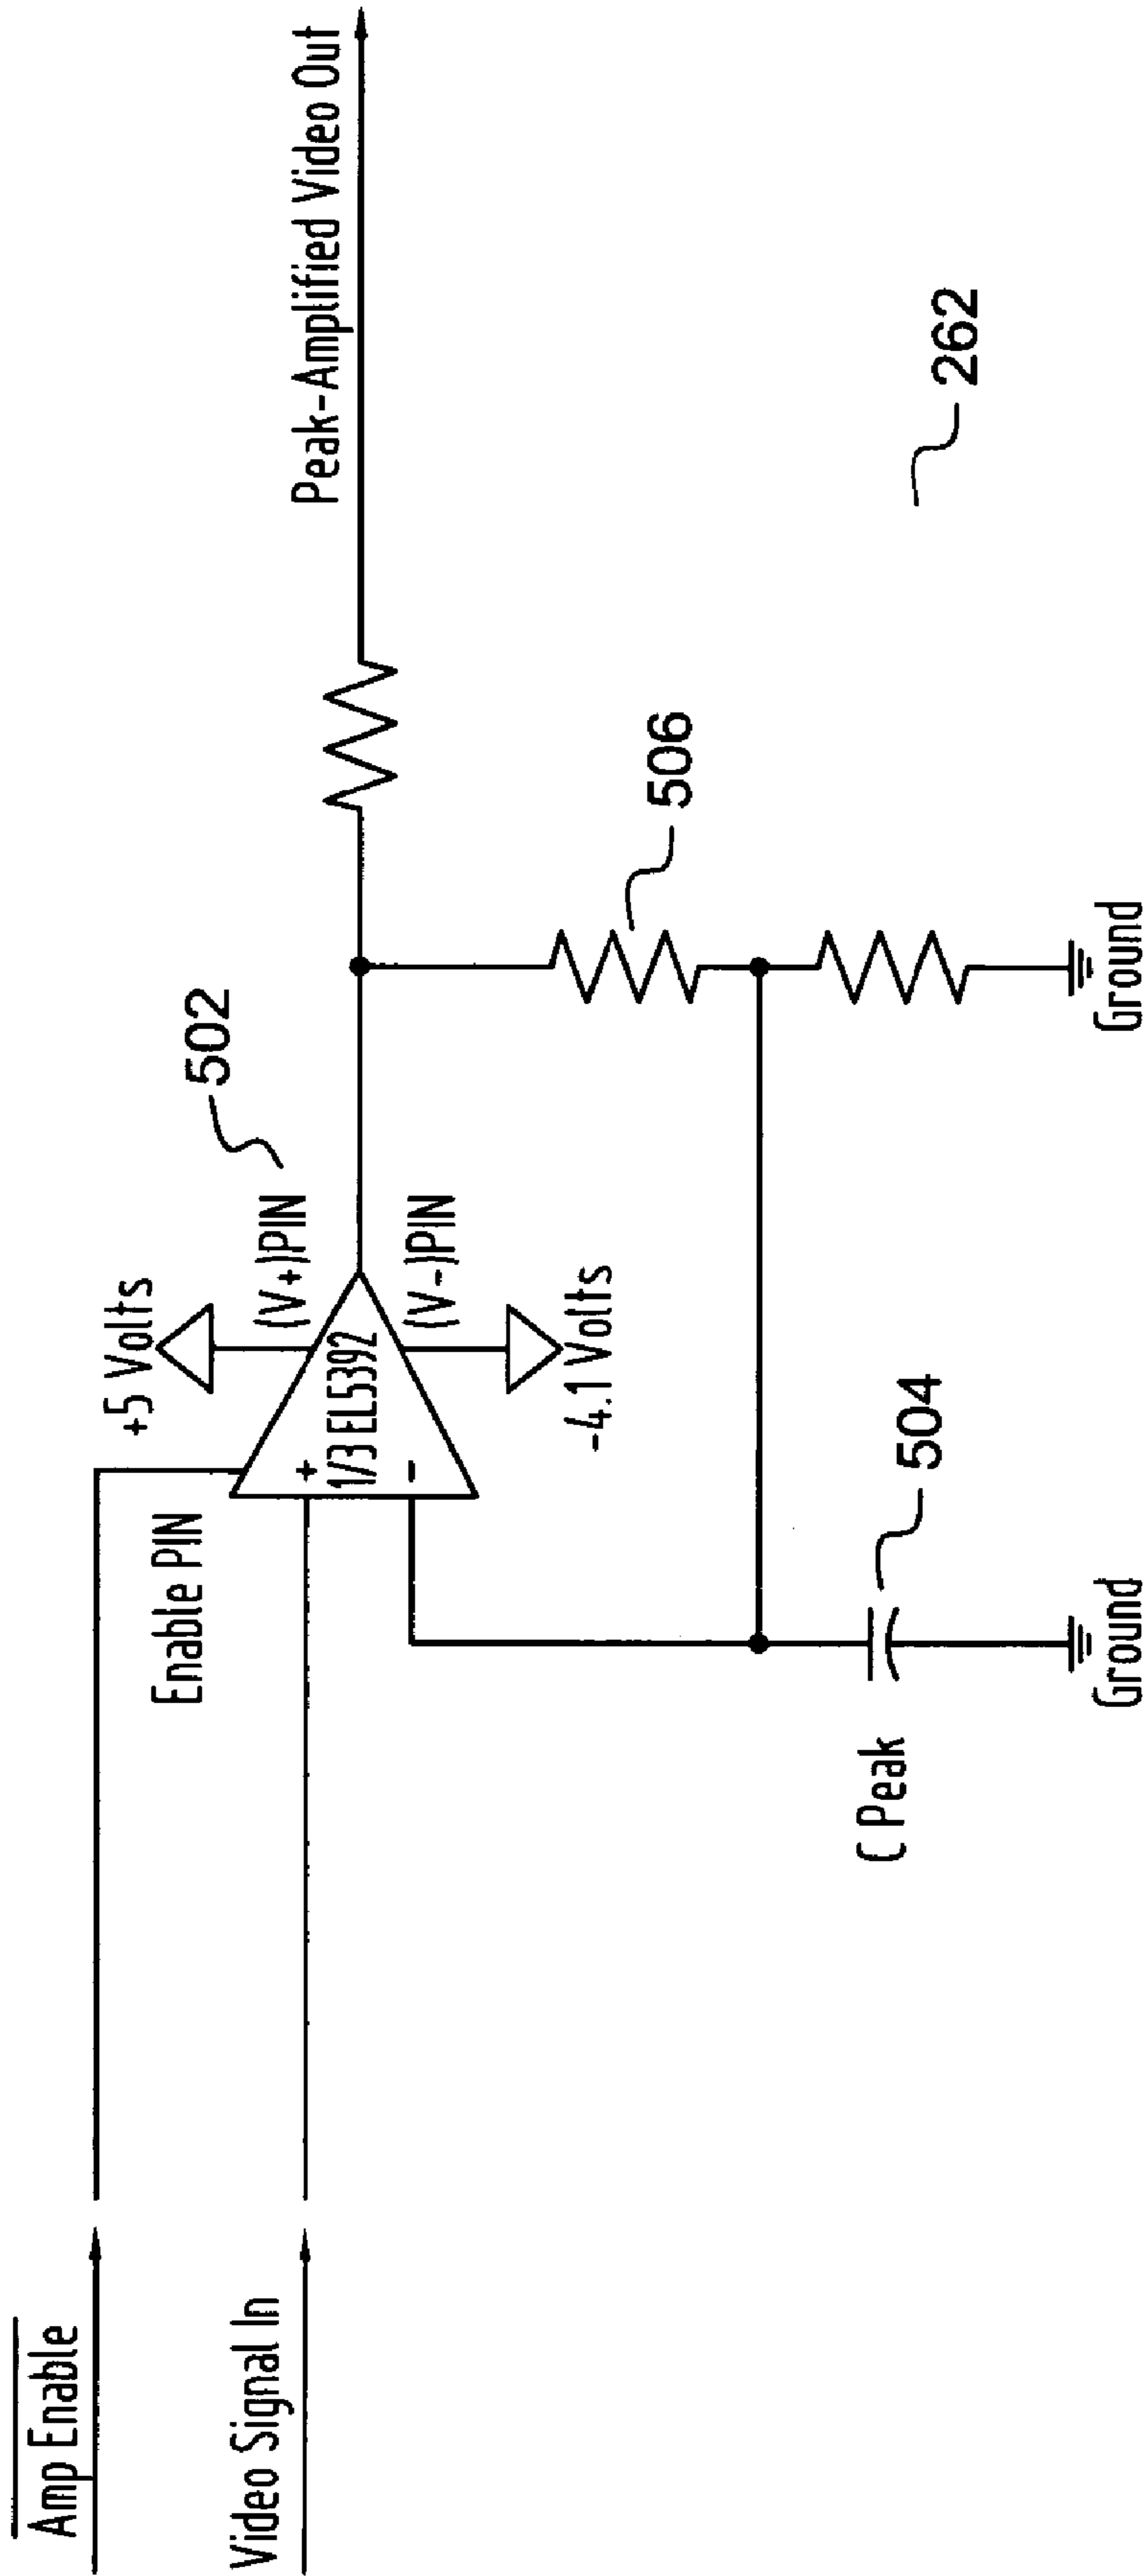 Amp Enable
Video Signal In
Enable PIN
+5 Volts
(V+)PIN
502
+
1/3 EL5392
-
(V-)PIN
-4.1 Volts
Peak-Amplified Video Out
506
C Peak
504
Ground
Ground
262